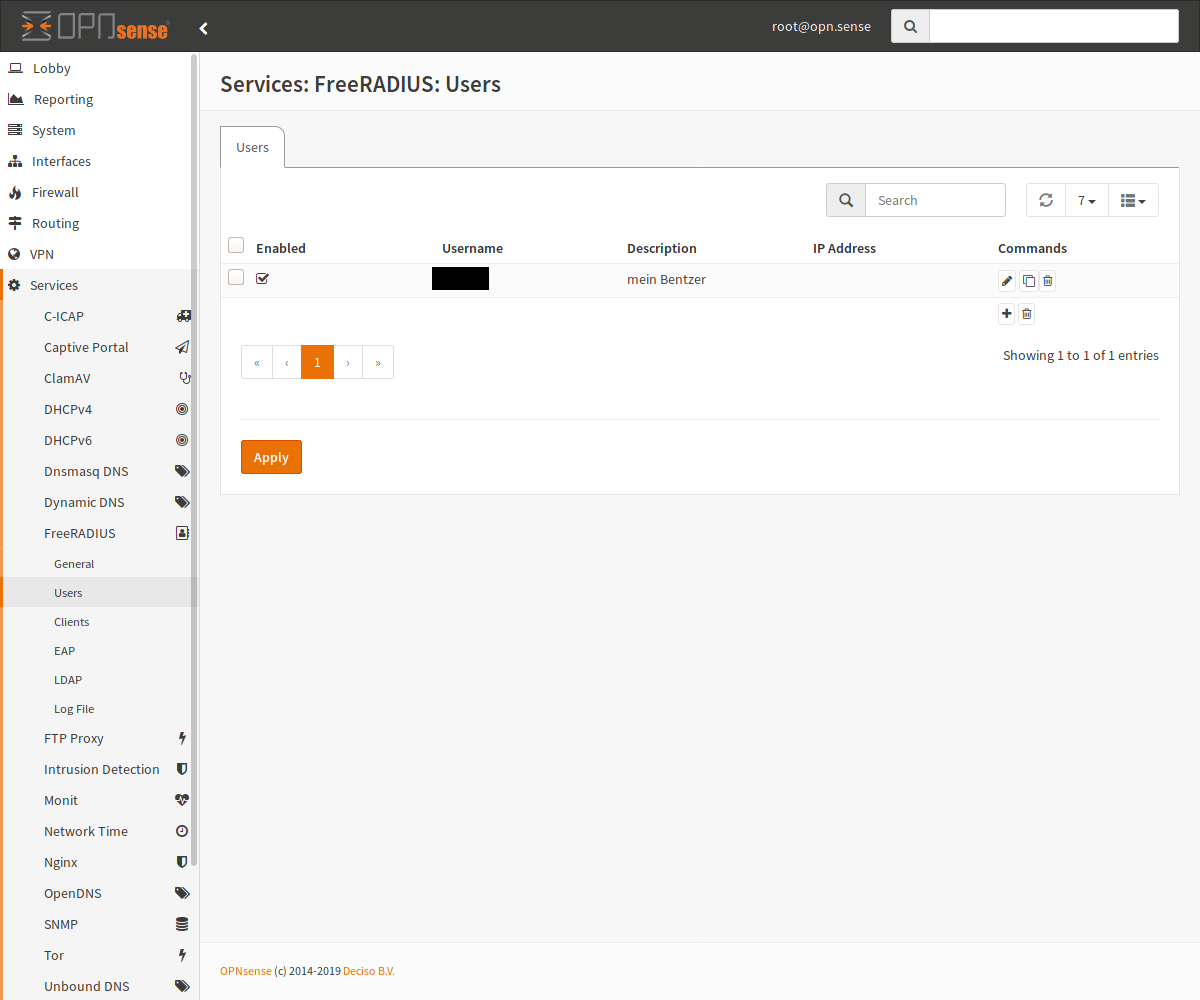 OPNsense
root@opn.sense
Lobby
Reporting
System
Interfaces
Firewall
Routing
VPN
Services
C-ICAP
Captive Portal
ClamAV
DHCPv4
DHCPv6
Dnsmasq DNS
Dynamic DNS
FreeRADIUS
General
Users
Clients
EAP
LDAP
Log File
FTP Proxy
Intrusion Detection
Monit
Network Time
Nginx
OpenDNS
SNMP
Tor
Unbound DNS
Services: FreeRADIUS: Users
Users
Search
7
Enabled Username Description IP Address Commands
mein Bentzer
« ‹ 1 › »
Showing 1 to 1 of 1 entries
Apply
OPNsense (c) 2014-2019 Deciso B.V.